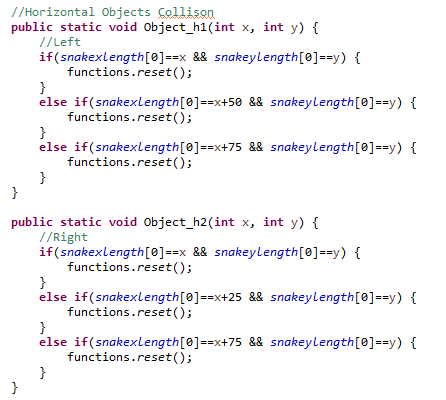 //Horizontal Objects Collison
public static void Object_h1(int x, int y) {
//Left
if(snakexlength[0]==x && snakeylength[0]==y) {
functions.reset();
}
else if(snakexlength[0]==x+50 && snakeylength[0]==y) {
functions.reset();
}
else if(snakexlength[0]==x+75 && snakeylength[0]==y) {
functions.reset();
}
}
public static void Object_h2(int x, int y) {
//Right
if(snakexlength[0]==x && snakeylength[0]==y) {
functions.reset();
}
else if(snakexlength[0]==x+25 && snakeylength[0]==y) {
functions.reset();
}
else if(snakexlength[0]==x+75 && snakeylength[0]==y) {
functions.reset();
}
}